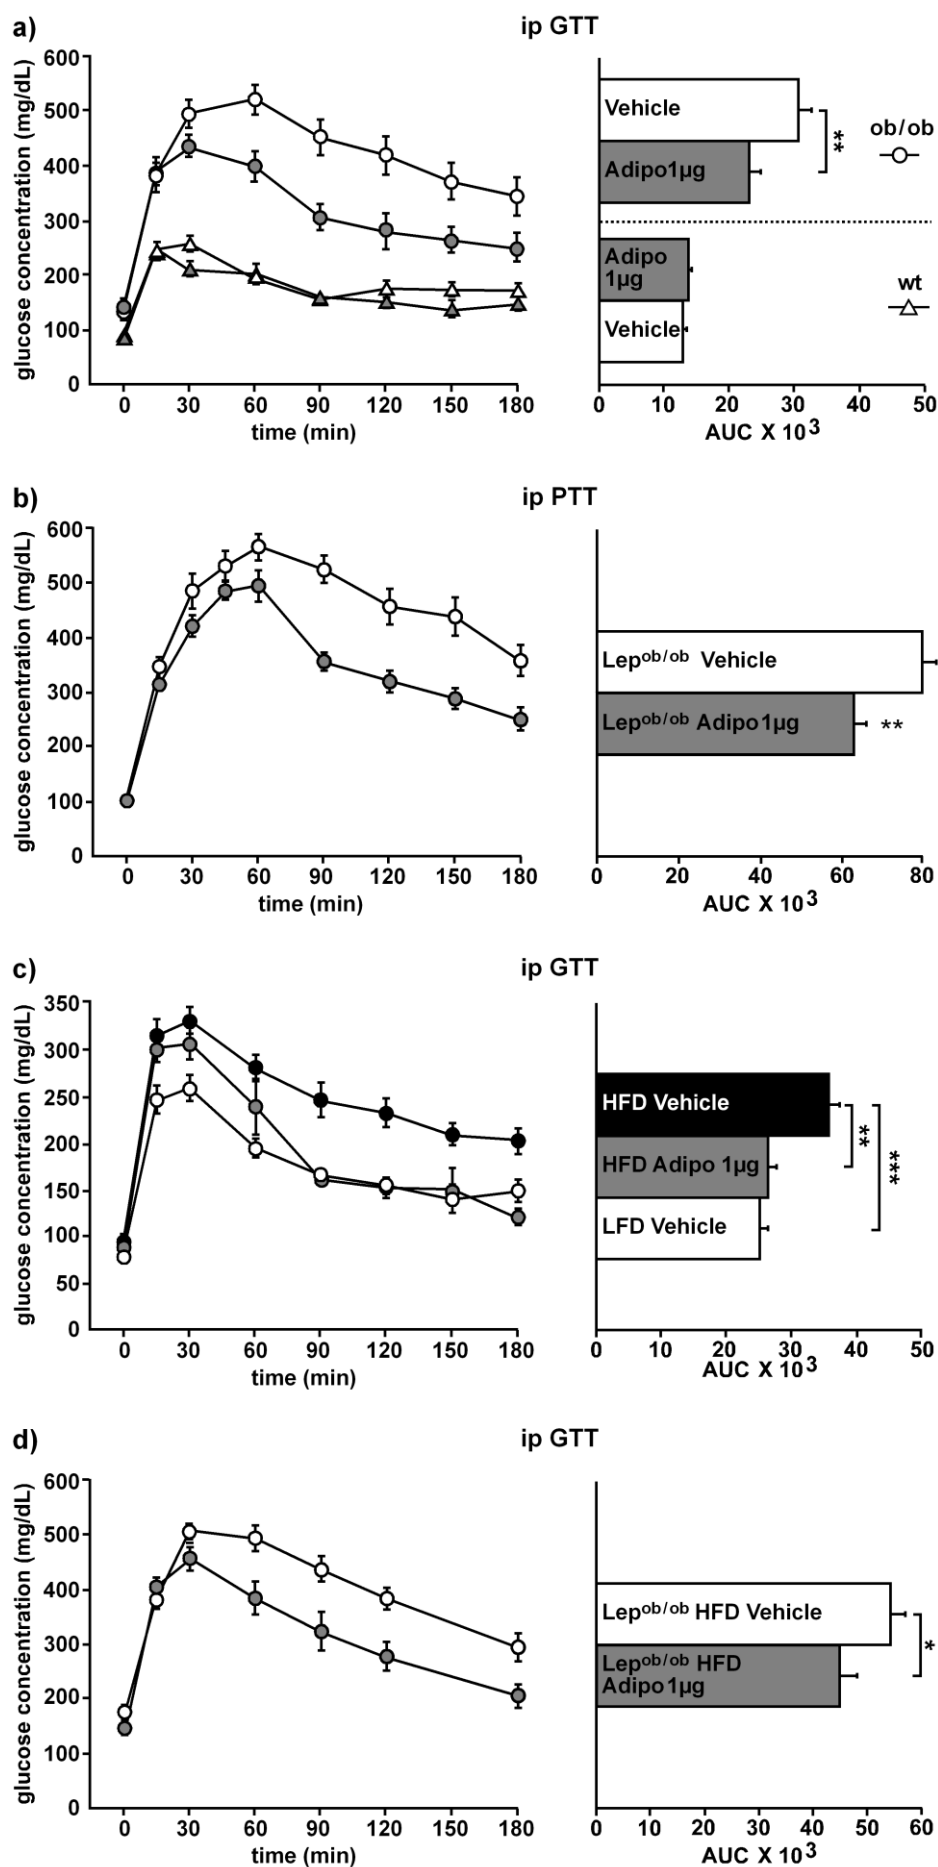 a)
ip GTT
glucose concentration (mg/dL)
600
500
400
300
200
100
0
0 30 60 90 120 150 180
time (min)
Vehicle
Adipo1µg
**
ob/ob
Adipo
1µg
Vehicle
wt
0 10 20 30 40 50
AUC X 10³
b)
ip PTT
glucose concentration (mg/dL)
600
500
400
300
200
100
0
0 30 60 90 120 150 180
time (min)
Lepᵒᵇ/ᵒᵇ Vehicle
Lepᵒᵇ/ᵒᵇ Adipo1µg **
0 20 40 60 80
AUC X 10³
c)
ip GTT
glucose concentration (mg/dL)
350
300
250
200
150
100
50
0
0 30 60 90 120 150 180
time (min)
HFD Vehicle
HFD Adipo 1µg
LFD Vehicle
**
***
0 10 20 30 40 50
AUC X 10³
d)
ip GTT
glucose concentration (mg/dL)
600
500
400
300
200
100
0
0 30 60 90 120 150 180
time (min)
Lepᵒᵇ/ᵒᵇ HFD Vehicle
Lepᵒᵇ/ᵒᵇ HFD
Adipo1µg
*
0 10 20 30 40 50 60
AUC X 10³